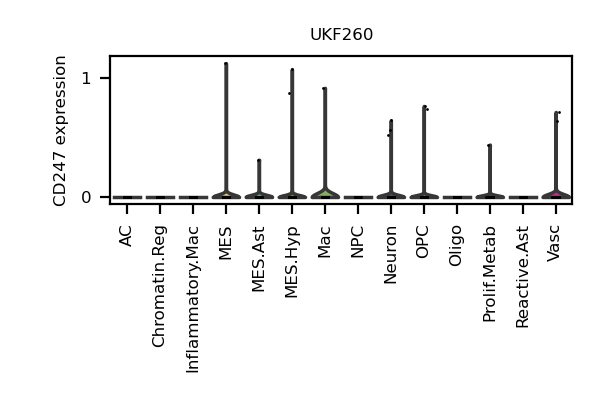 UKF260
CD247 expression
1
0
AC
Chromatin.Reg
Inflammatory.Mac
MES
MES.Ast
MES.Hyp
Mac
NPC
Neuron
OPC
Oligo
Prolif.Metab
Reactive.Ast
Vasc